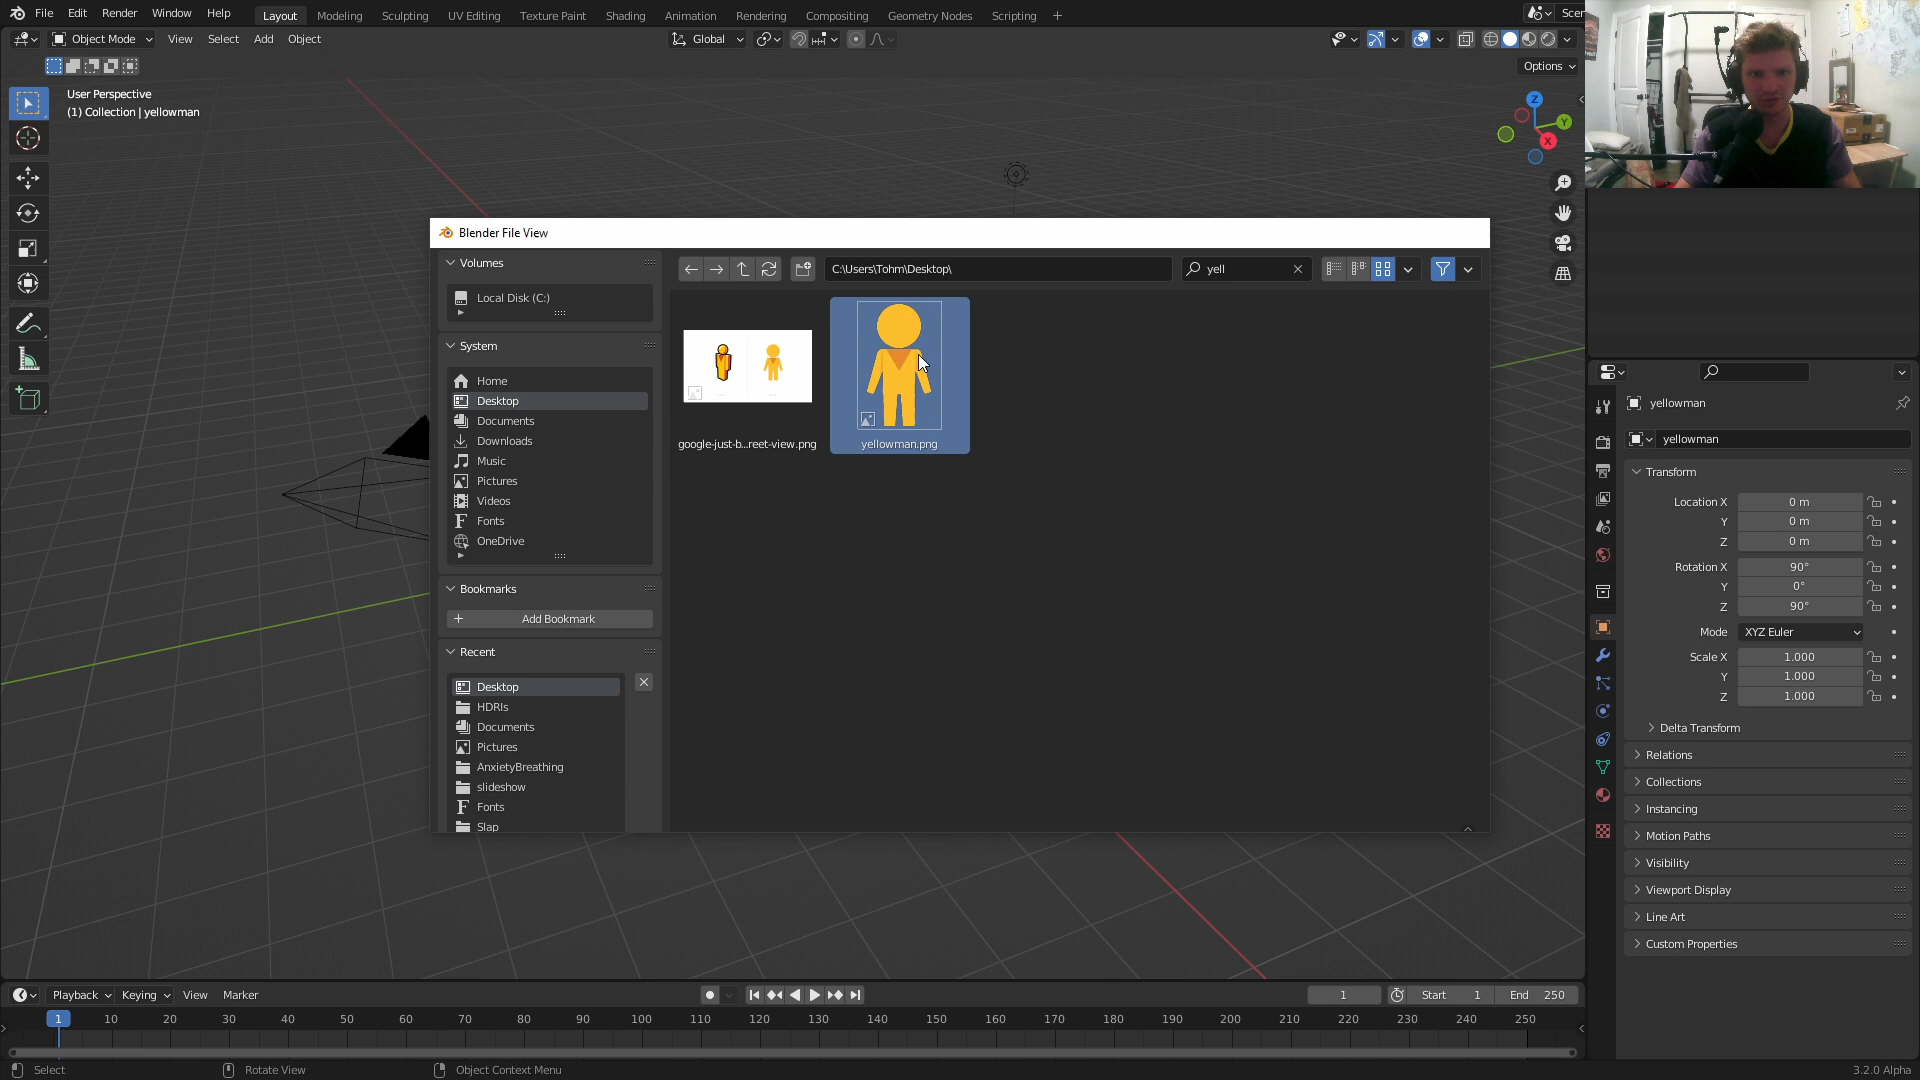 File Edit Render Window Help
Layout Modeling Sculpting UV Editing Texture Paint Shading Animation Rendering Compositing Geometry Nodes Scripting
Scen
Object Mode View Select Add Object
Global
Options
User Perspective
(1) Collection | yellowman
Z
Y
X
Blender File View
Volumes
Local Disk (C:)
System
Home
Desktop
Documents
Downloads
Music
Pictures
Videos
Fonts
OneDrive
Bookmarks
Add Bookmark
Recent
Desktop
HDRIs
Documents
Pictures
AnxietyBreathing
slideshow
Fonts
Slap
C:\Users\Tohm\Desktop\
yell
google-just-b...reet-view.png
yellowman.png
yellowman
yellowman
Transform
Location X 0 m
Y 0 m
Z 0 m
Rotation X 90°
Y 0°
Z 90°
Mode XYZ Euler
Scale X 1.000
Y 1.000
Z 1.000
Delta Transform
Relations
Collections
Instancing
Motion Paths
Visibility
Viewport Display
Line Art
Custom Properties
Playback Keying View Marker
1 Start 1 End 250
1 10 20 30 40 50 60 70 80 90 100 110 120 130 140 150 160 170 180 190 200 210 220 230 240 250
Select Rotate View Object Context Menu
3.2.0 Alpha